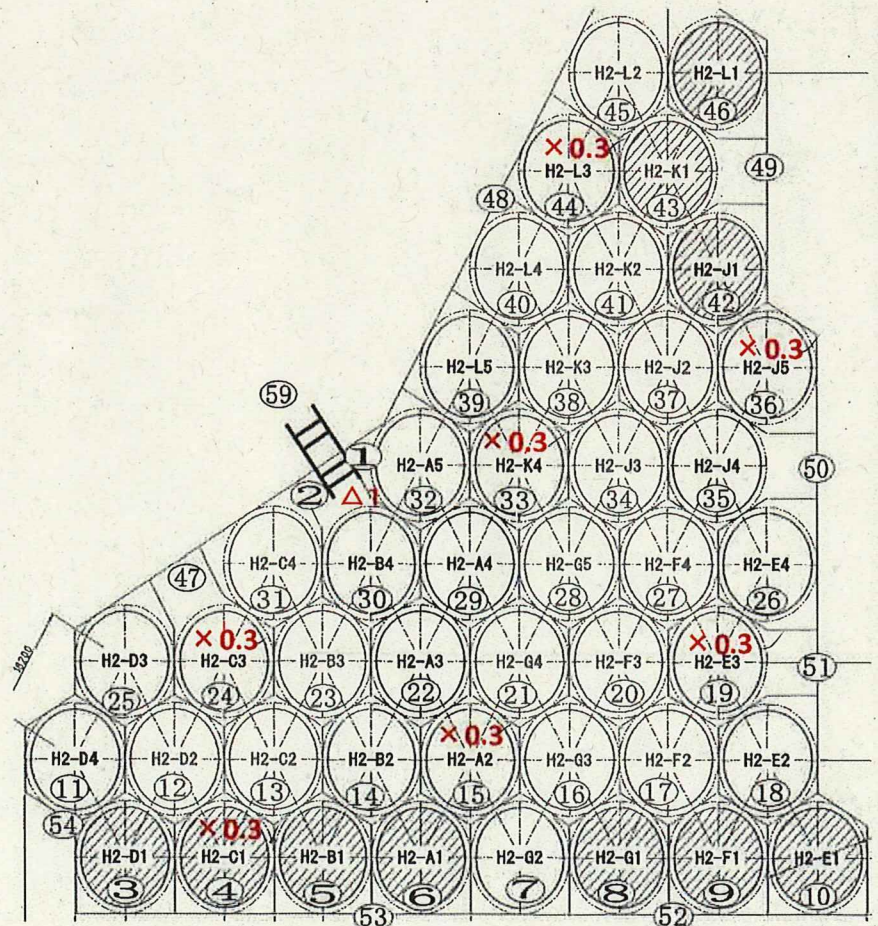 H2-L2 H2-L1
45 46
× 0.3
H2-L3 H2-K1 49
48 44 43
H2-L4 H2-K2 H2-J1
40 41 42
× 0.3
H2-L5 H2-K3 H2-J2 H2-J5
59 39 38 37 36
× 0.3
1 H2-A5 H2-K4 H2-J3 H2-J4 50
2 △1 32 33 34 35
H2-C4 H2-B4 H2-A4 H2-G5 H2-F4 H2-E4
47 31 30 29 28 27 26
× 0.3 × 0.3
18200 H2-D3 H2-C3 H2-B3 H2-A3 H2-G4 H2-F3 H2-E3 51
25 24 23 22 21 20 19
× 0.3
H2-D4 H2-D2 H2-C2 H2-B2 H2-A2 H2-G3 H2-F2 H2-E2
11 12 13 14 15 16 17 18
54 × 0.3
H2-D1 H2-C1 H2-B1 H2-A1 H2-G2 H2-G1 H2-F1 H2-E1
3 4 5 6 7 8 9 10
53 52